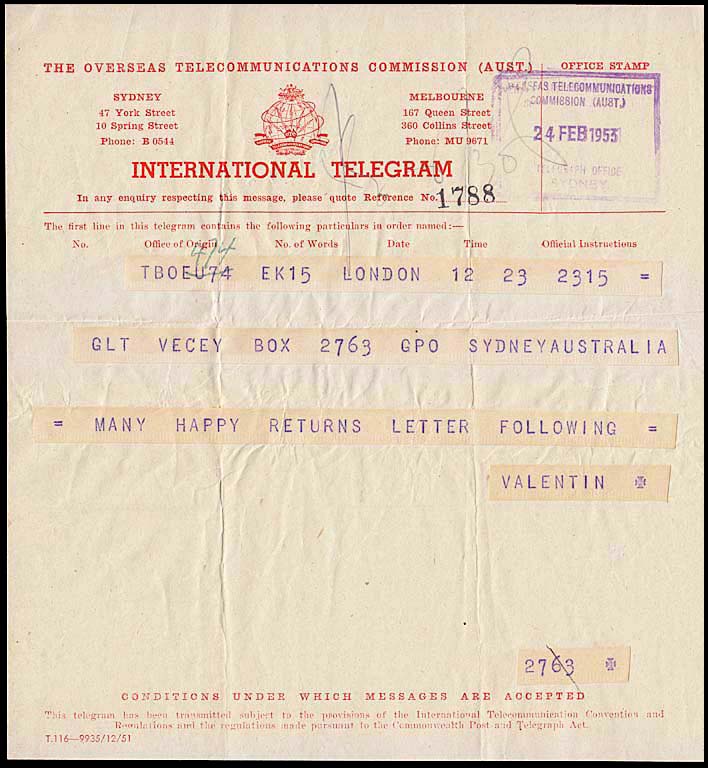 THE OVERSEAS TELECOMMUNICATIONS COMMISSION (AUST.)
OFFICE STAMP
SYDNEY
47 York Street
10 Spring Street
Phone: B 0544
MELBOURNE
167 Queen Street
360 Collins Street
Phone: MU 9671
OVERSEAS TELECOMMUNICATIONS
COMMISSION (AUST.)
24 FEB 1953
TELEGRAPH OFFICE
SYDNEY
INTERNATIONAL TELEGRAM
In any enquiry respecting this message, please quote Reference No. 1788
The first line in this telegram contains the following particulars in order named:—
No. Office of Origin No. of Words Date Time Official Instructions
474
TBOEU74 EK15 LONDON 12 23 2315 =
GLT VECEY BOX 2763 GPO SYDNEYAUSTRALIA
= MANY HAPPY RETURNS LETTER FOLLOWING =
VALENTIN ✠
2763 ✠
CONDITIONS UNDER WHICH MESSAGES ARE ACCEPTED
This telegram has been transmitted subject to the provisions of the International Telecommunication Convention and
Regulations and the regulations made pursuant to the Commonwealth Post and Telegraph Act.
T.116—9935/12/51